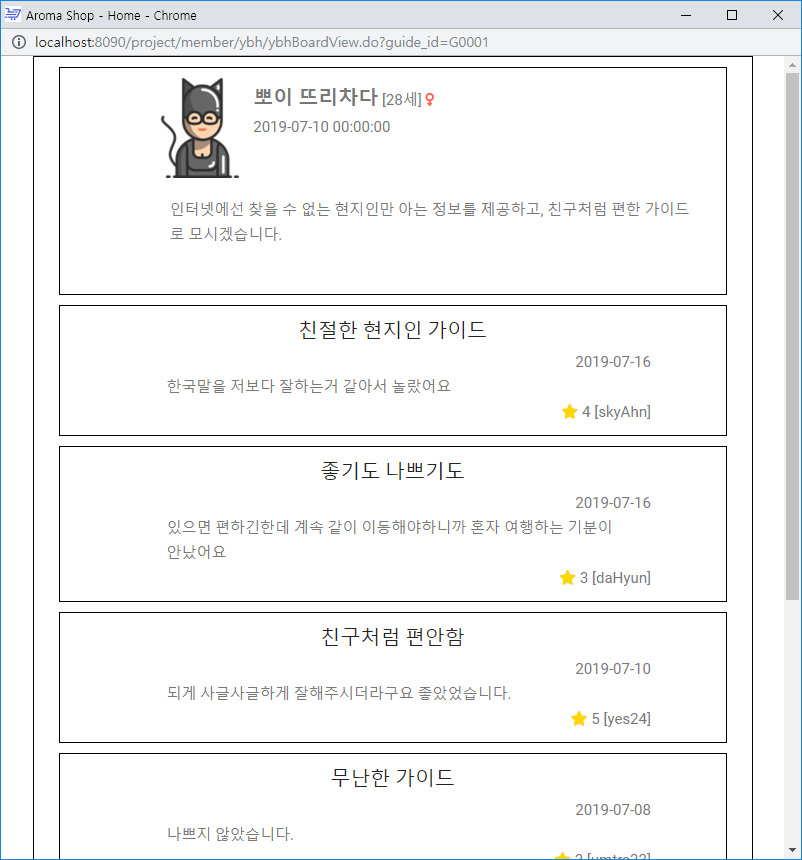 Aroma Shop - Home - Chrome
localhost:8090/project/member/ybh/ybhBoardView.do?guide_id=G0001
뽀이 뜨리차다 [28세]
2019-07-10 00:00:00
인터넷에선 찾을 수 없는 현지인만 아는 정보를 제공하고, 친구처럼 편한 가이드
로 모시겠습니다.
친절한 현지인 가이드
2019-07-16
한국말을 저보다 잘하는거 같아서 놀랐어요
4 [skyAhn]
좋기도 나쁘기도
2019-07-16
있으면 편하긴한데 계속 같이 이동해야하니까 혼자 여행하는 기분이
안났어요
3 [daHyun]
친구처럼 편안함
2019-07-10
되게 사글사글하게 잘해주시더라구요 좋았었습니다.
5 [yes24]
무난한 가이드
2019-07-08
나쁘지 않았습니다.